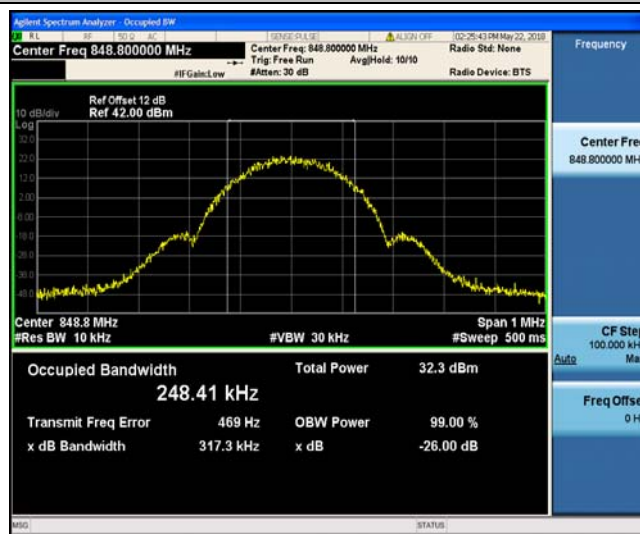 Agilent Spectrum Analyzer - Occupied BW
RL RF 50 Ω AC SENSE:PULSE ALIGN OFF 02:25:43 PM May 22, 2018
Center Freq 848.800000 MHz
Center Freq: 848.800000 MHz Radio Std: None
Trig: Free Run Avg|Hold: 10/10
#IFGain:Low #Atten: 30 dB Radio Device: BTS
Frequency
Ref Offset 12 dB
10 dB/div Ref 42.00 dBm
Log
32.0
22.0
12.0
2.00
-8.00
-18.0
-28.0
-38.0
-48.0
Center Fre
848.800000 MH
Center 848.8 MHz Span 1 MHz
#Res BW 10 kHz #VBW 30 kHz #Sweep 500 ms
CF Step
100.000 kH
Auto Ma
Occupied Bandwidth Total Power 32.3 dBm
248.41 kHz
Transmit Freq Error 469 Hz OBW Power 99.00 %
x dB Bandwidth 317.3 kHz x dB -26.00 dB
Freq Offse
0 H
MSG STATUS